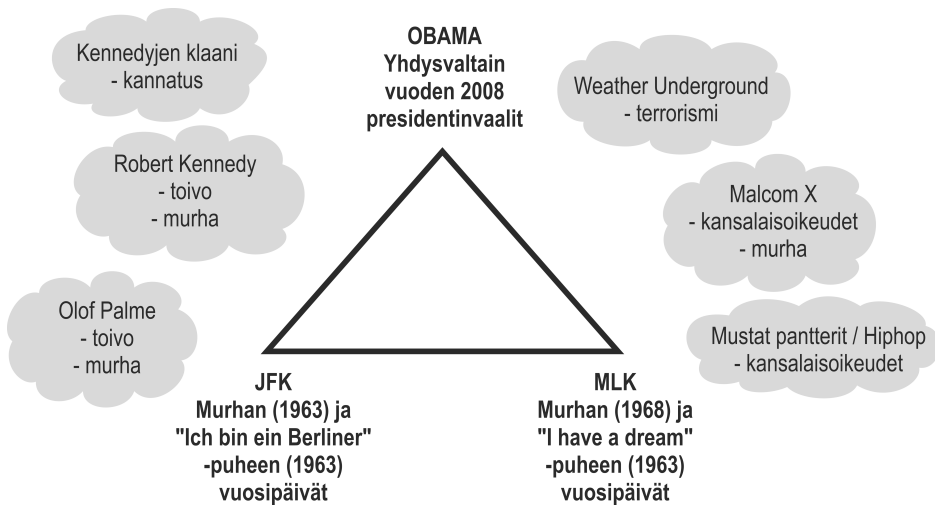 Kennedyjen klaani
- kannatus
Robert Kennedy
- toivo
- murha
Olof Palme
- toivo
- murha
OBAMA
Yhdysvaltain
vuoden 2008
presidentinvaalit
Weather Underground
- terrorismi
Malcom X
- kansalaisoikeudet
- murha
Mustat pantterit / Hiphop
- kansalaisoikeudet
JFK
Murhan (1963) ja
"Ich bin ein Berliner"
-puheen (1963)
vuosipäivät
MLK
Murhan (1968) ja
"I have a dream"
-puheen (1963)
vuosipäivät